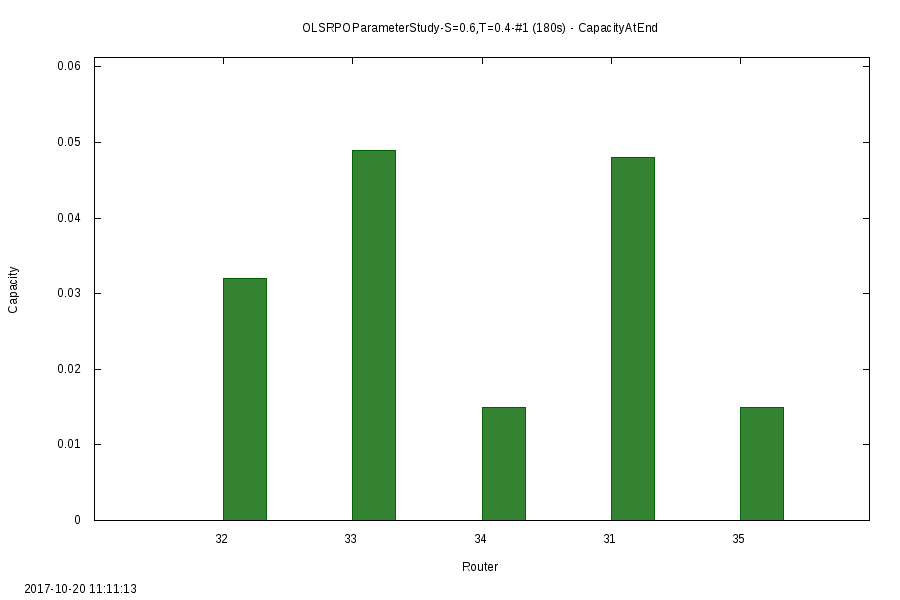 OLSRPOParameterStudy-S=0.6,T=0.4-#1 (180s) - CapacityAtEnd
0.06
0.05
0.04
0.03
0.02
0.01
0
Capacity
32 33 34 31 35
Router
2017-10-20 11:11:13